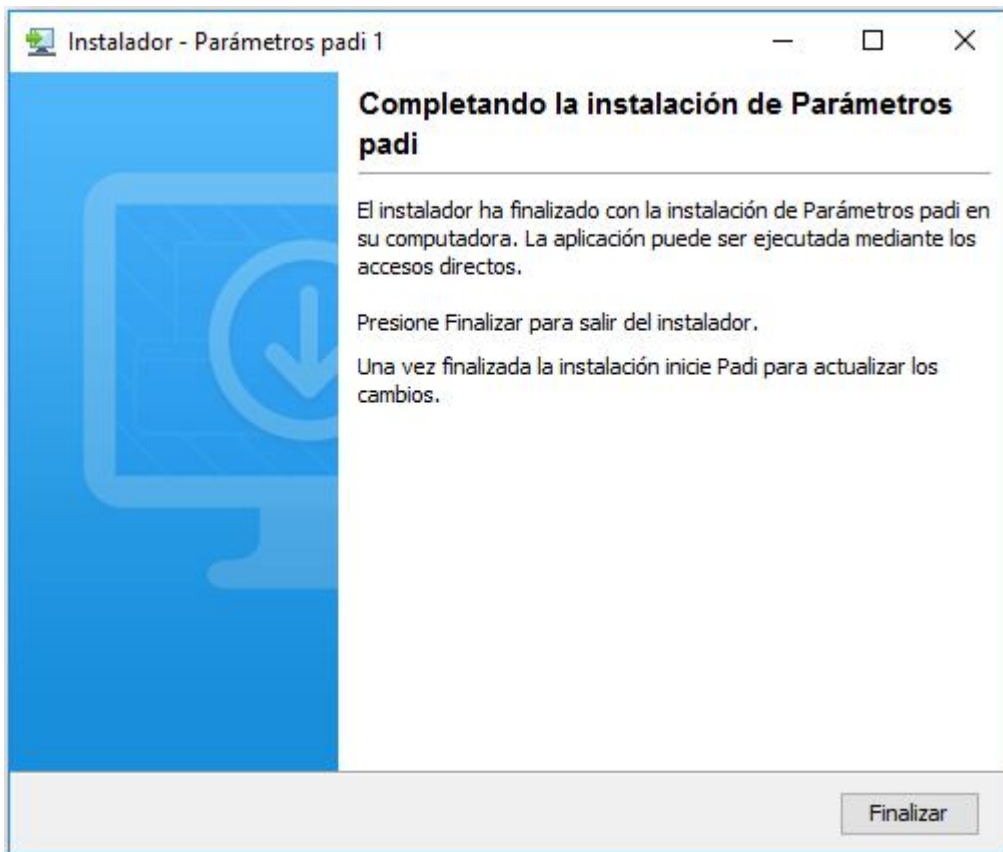 Instalador - Parámetros padi 1
Completando la instalación de Parámetros
padi
El instalador ha finalizado con la instalación de Parámetros padi en
su computadora. La aplicación puede ser ejecutada mediante los
accesos directos.
Presione Finalizar para salir del instalador.
Una vez finalizada la instalación inicie Padi para actualizar los
cambios.
Finalizar